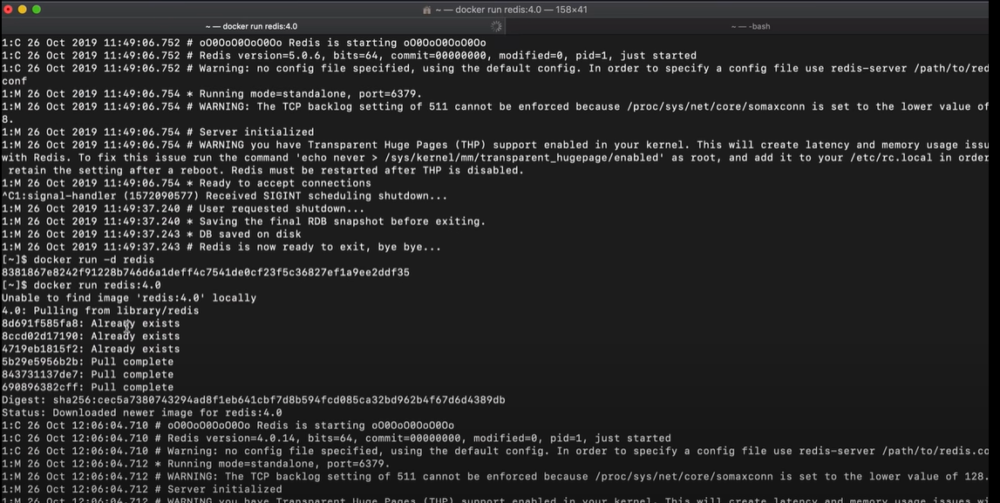 ~ — docker run redis:4.0 — 158×41
~ — docker run redis:4.0
~ — -bash
1:C 26 Oct 2019 11:49:06.752 # oO0OoO0OoO0Oo Redis is starting oO0OoO0OoO0Oo
1:C 26 Oct 2019 11:49:06.752 # Redis version=5.0.6, bits=64, commit=00000000, modified=0, pid=1, just started
1:C 26 Oct 2019 11:49:06.752 # Warning: no config file specified, using the default config. In order to specify a config file use redis-server /path/to/red
conf
1:M 26 Oct 2019 11:49:06.754 * Running mode=standalone, port=6379.
1:M 26 Oct 2019 11:49:06.754 # WARNING: The TCP backlog setting of 511 cannot be enforced because /proc/sys/net/core/somaxconn is set to the lower value of
8.
1:M 26 Oct 2019 11:49:06.754 # Server initialized
1:M 26 Oct 2019 11:49:06.754 # WARNING you have Transparent Huge Pages (THP) support enabled in your kernel. This will create latency and memory usage issu
with Redis. To fix this issue run the command 'echo never > /sys/kernel/mm/transparent_hugepage/enabled' as root, and add it to your /etc/rc.local in order
retain the setting after a reboot. Redis must be restarted after THP is disabled.
1:M 26 Oct 2019 11:49:06.754 * Ready to accept connections
^C1:signal-handler (1572090577) Received SIGINT scheduling shutdown...
1:M 26 Oct 2019 11:49:37.240 # User requested shutdown...
1:M 26 Oct 2019 11:49:37.240 * Saving the final RDB snapshot before exiting.
1:M 26 Oct 2019 11:49:37.243 * DB saved on disk
1:M 26 Oct 2019 11:49:37.243 # Redis is now ready to exit, bye bye...
[~]$ docker run -d redis
8381867e8242f91228b746d6a1deff4c7541de0cf23f5c36827ef1a9ee2ddf35
[~]$ docker run redis:4.0
Unable to find image 'redis:4.0' locally
4.0: Pulling from library/redis
8d691f585fa8: Already exists
8ccd02d17190: Already exists
4719eb1815f2: Already exists
5b29e5956b2b: Pull complete
843731137de7: Pull complete
690896382cff: Pull complete
Digest: sha256:cec5a7380743294ad8f1eb641cbf7d8b594fcd085ca32bd962b4f67d6d4389db
Status: Downloaded newer image for redis:4.0
1:C 26 Oct 12:06:04.710 # oO0OoO0OoO0Oo Redis is starting oO0OoO0OoO0Oo
1:C 26 Oct 12:06:04.710 # Redis version=4.0.14, bits=64, commit=00000000, modified=0, pid=1, just started
1:C 26 Oct 12:06:04.710 # Warning: no config file specified, using the default config. In order to specify a config file use redis-server /path/to/redis.co
1:M 26 Oct 12:06:04.712 * Running mode=standalone, port=6379.
1:M 26 Oct 12:06:04.712 # WARNING: The TCP backlog setting of 511 cannot be enforced because /proc/sys/net/core/somaxconn is set to the lower value of 128.
1:M 26 Oct 12:06:04.712 # Server initialized
1:M 26 Oct 12:06:04.712 # WARNING you have Transparent Huge Pages (THP) support enabled in your kernel. This will create latency and memory usage issues wi